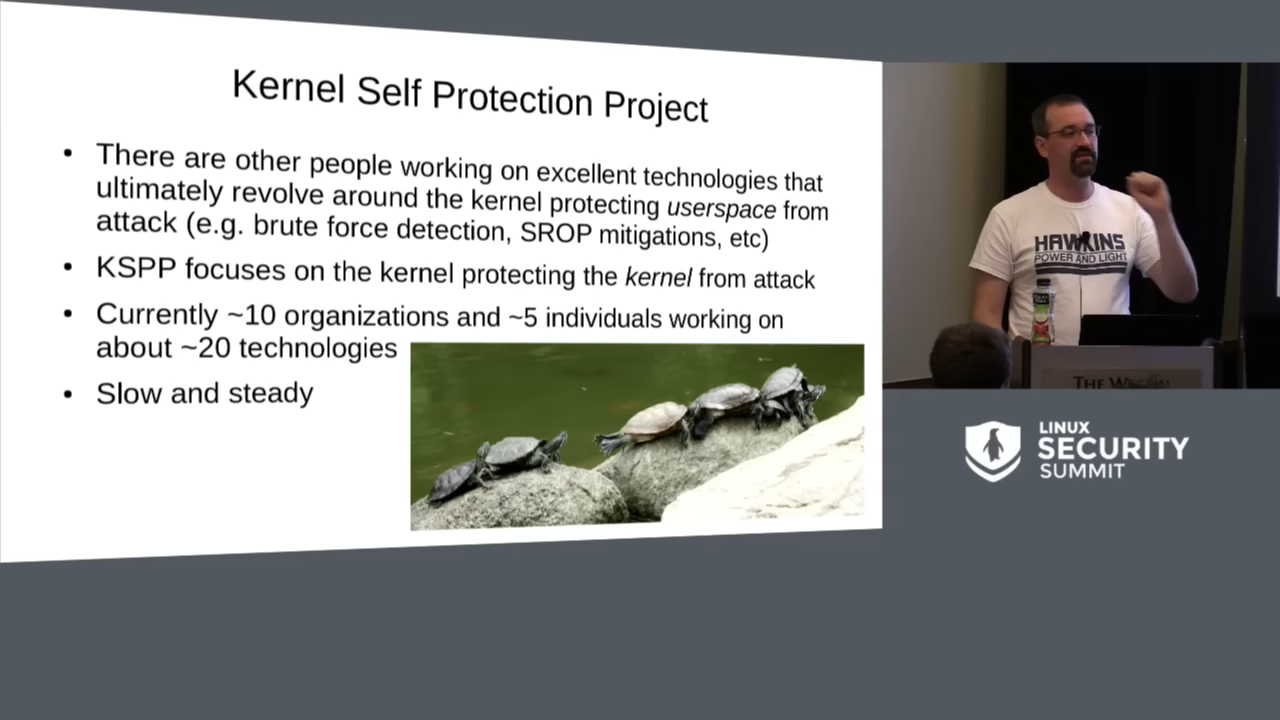 Kernel Self Protection Project
• There are other people working on excellent technologies that
ultimately revolve around the kernel protecting userspace from
attack (e.g. brute force detection, SROP mitigations, etc)
• KSPP focuses on the kernel protecting the kernel from attack
• Currently ~10 organizations and ~5 individuals working on
about ~20 technologies
• Slow and steady
HAWKINS
POWER AND LIGHT
THE
LINUX
SECURITY
SUMMIT